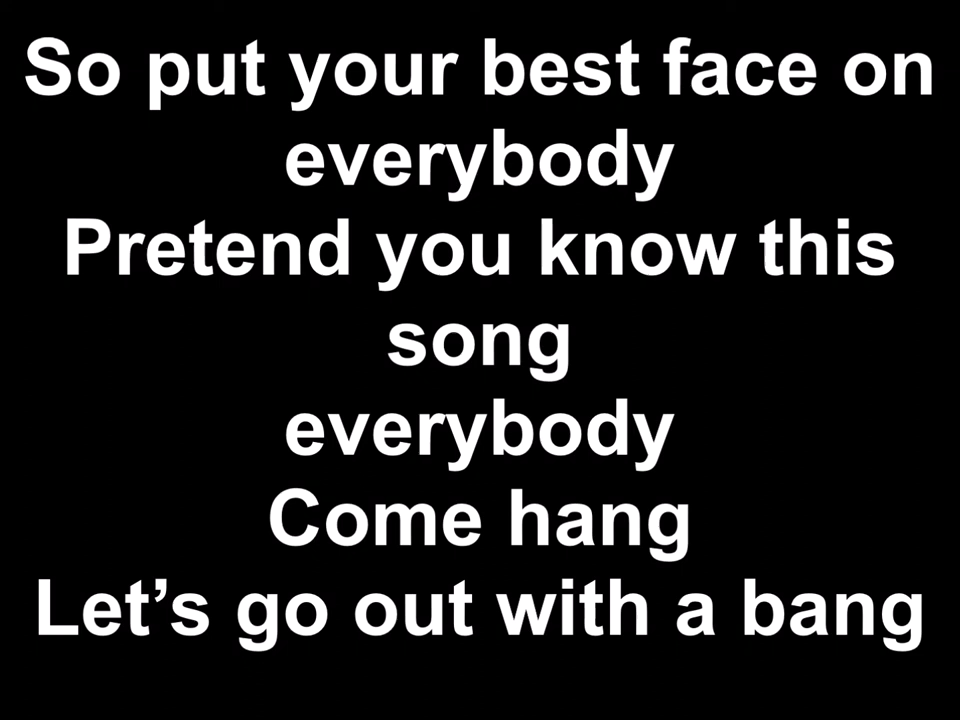 So put your best face on
everybody
Pretend you know this
song
everybody
Come hang
Let’s go out with a bang